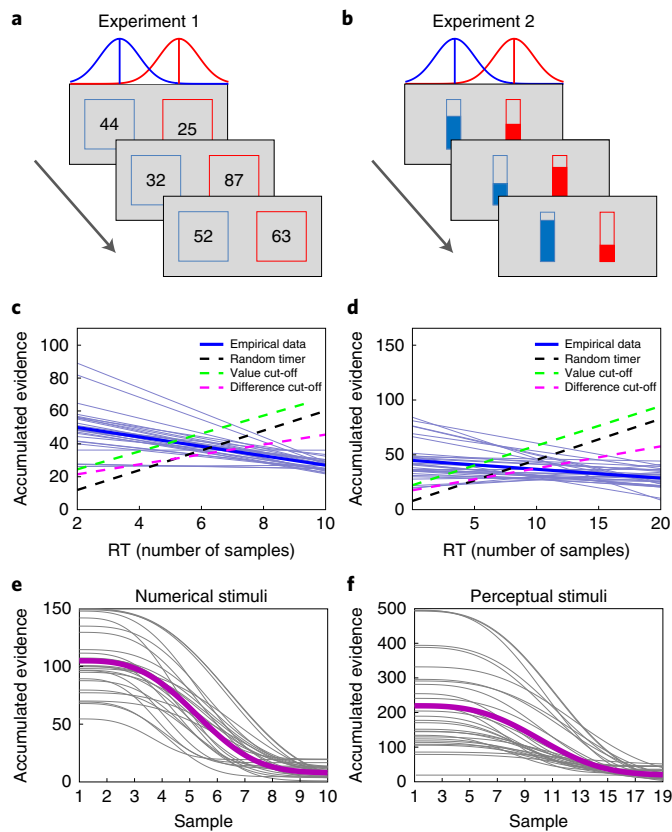 a
Experiment 1
44
25
32
87
52
63
b
Experiment 2
c
Accumulated evidence
100
80
60
40
20
0
2
4
6
8
10
RT (number of samples)
Empirical data
Random timer
Value cut-off
Difference cut-off
d
Accumulated evidence
150
100
50
0
5
10
15
20
RT (number of samples)
Empirical data
Random timer
Value cut-off
Difference cut-off
e
Numerical stimuli
Accumulated evidence
150
100
50
0
1 2 3 4 5 6 7 8 9 10
Sample
f
Perceptual stimuli
Accumulated evidence
500
400
300
200
100
0
1 3 5 7 9 11 13 15 17 19
Sample